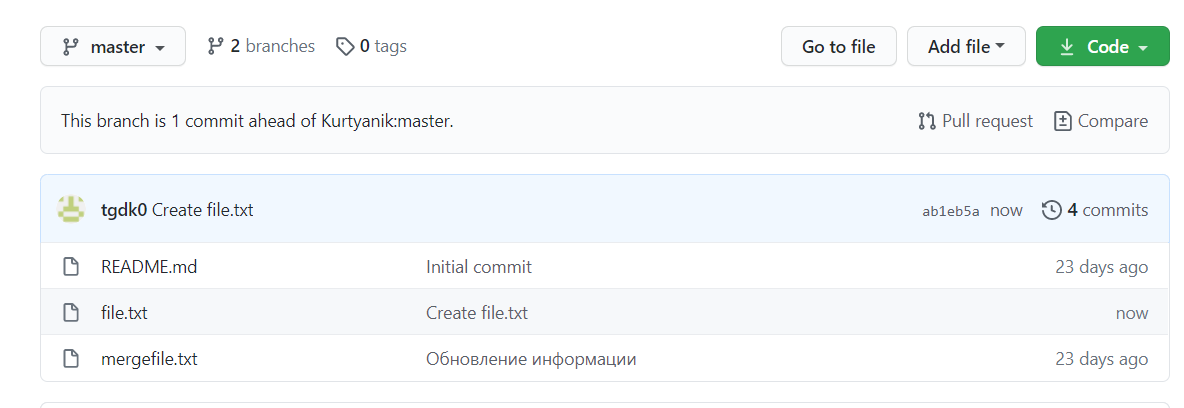 master 2 branches 0 tags Go to file Add file Code
This branch is 1 commit ahead of Kurtyanik:master. Pull request Compare
tgdk0 Create file.txt ab1eb5a now 4 commits
README.md Initial commit 23 days ago
file.txt Create file.txt now
mergefile.txt Обновление информации 23 days ago